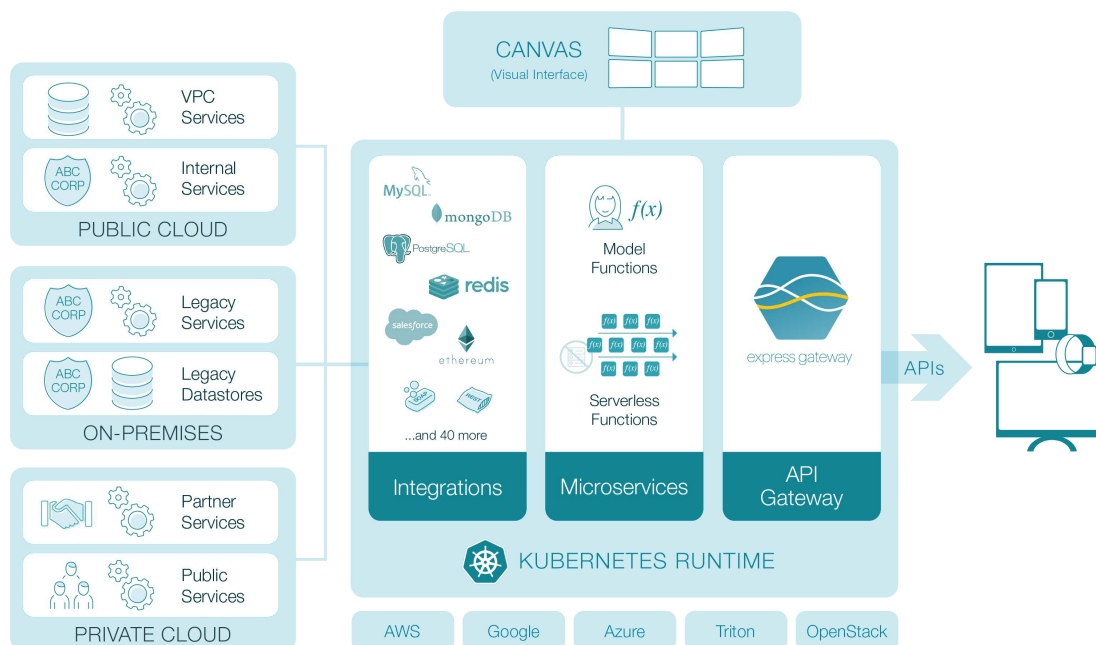 CANVAS
(Visual Interface)
VPC
Services
ABC
CORP
Internal
Services
PUBLIC CLOUD
ABC
CORP
Legacy
Services
ABC
CORP
Legacy
Datastores
ON-PREMISES
Partner
Services
Public
Services
PRIVATE CLOUD
MySQL
mongoDB
PostgreSQL
redis
salesforce
ethereum
SOAP
REST
...and 40 more
Integrations
f(x)
Model
Functions
f(x) f(x) f(x)
f(x) f(x) f(x) f(x)
f(x) f(x) f(x)
Serverless
Functions
Microservices
express gateway
API
Gateway
KUBERNETES RUNTIME
APIs
AWS
Google
Azure
Triton
OpenStack